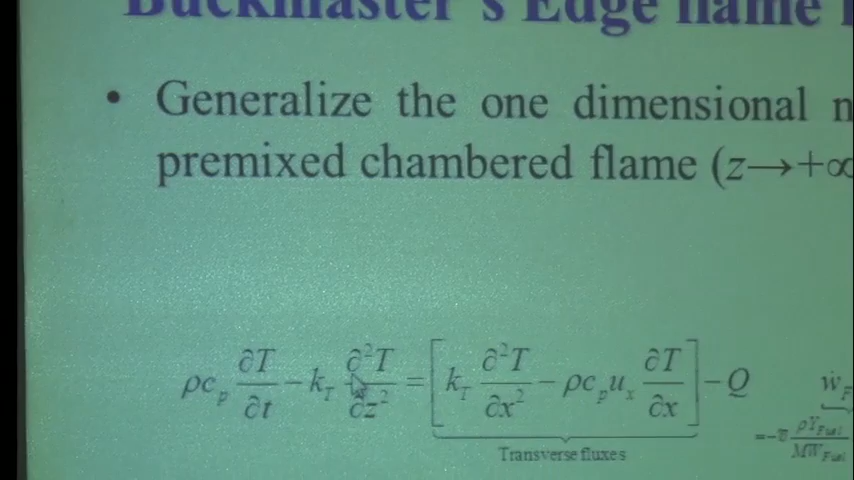 Buckmaster's Edge flame
• Generalize the one dimensional n
premixed chambered flame (z→+∞
ρc_p ∂T/∂t − k_T ∂²T/∂z² = [k_T ∂²T/∂x² − ρc_p u_x ∂T/∂x] − Q ẇ_F
Transverse fluxes